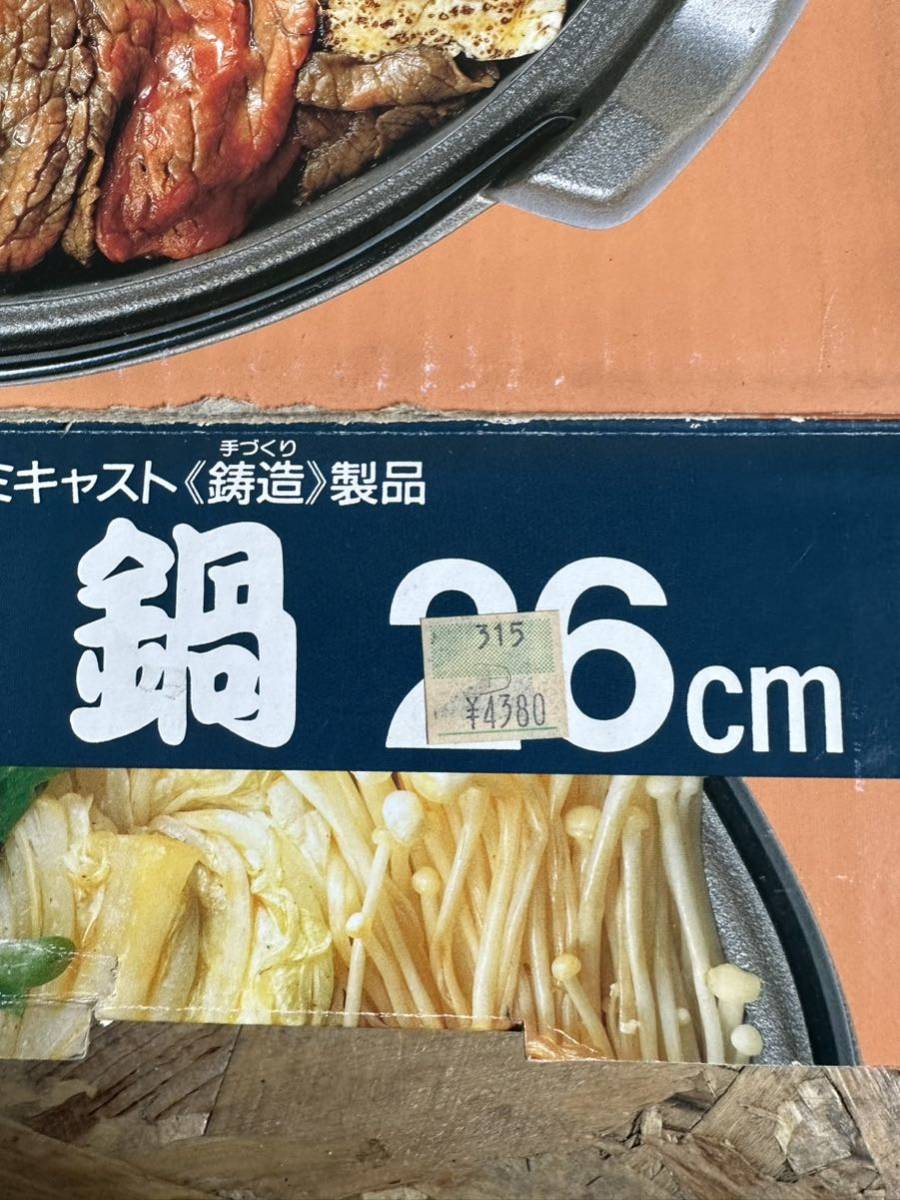 手づくり
ミキャスト《鋳造》製品
鍋 26cm
315
¥4380